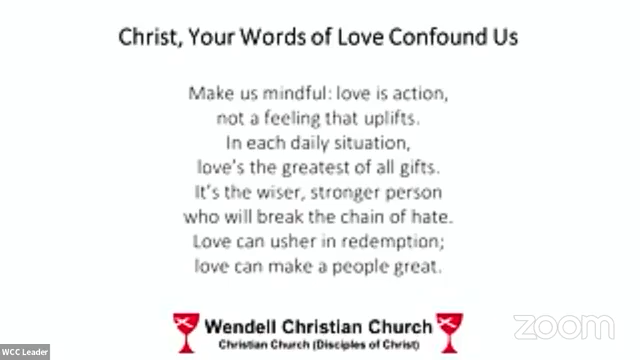 Christ, Your Words of Love Confound Us
Make us mindful: love is action,
not a feeling that uplifts.
In each daily situation,
love's the greatest of all gifts.
It's the wiser, stronger person
who will break the chain of hate.
Love can usher in redemption;
love can make a people great.
Wendell Christian Church
Christian Church (Disciples of Christ)
WCC Leader
zoom